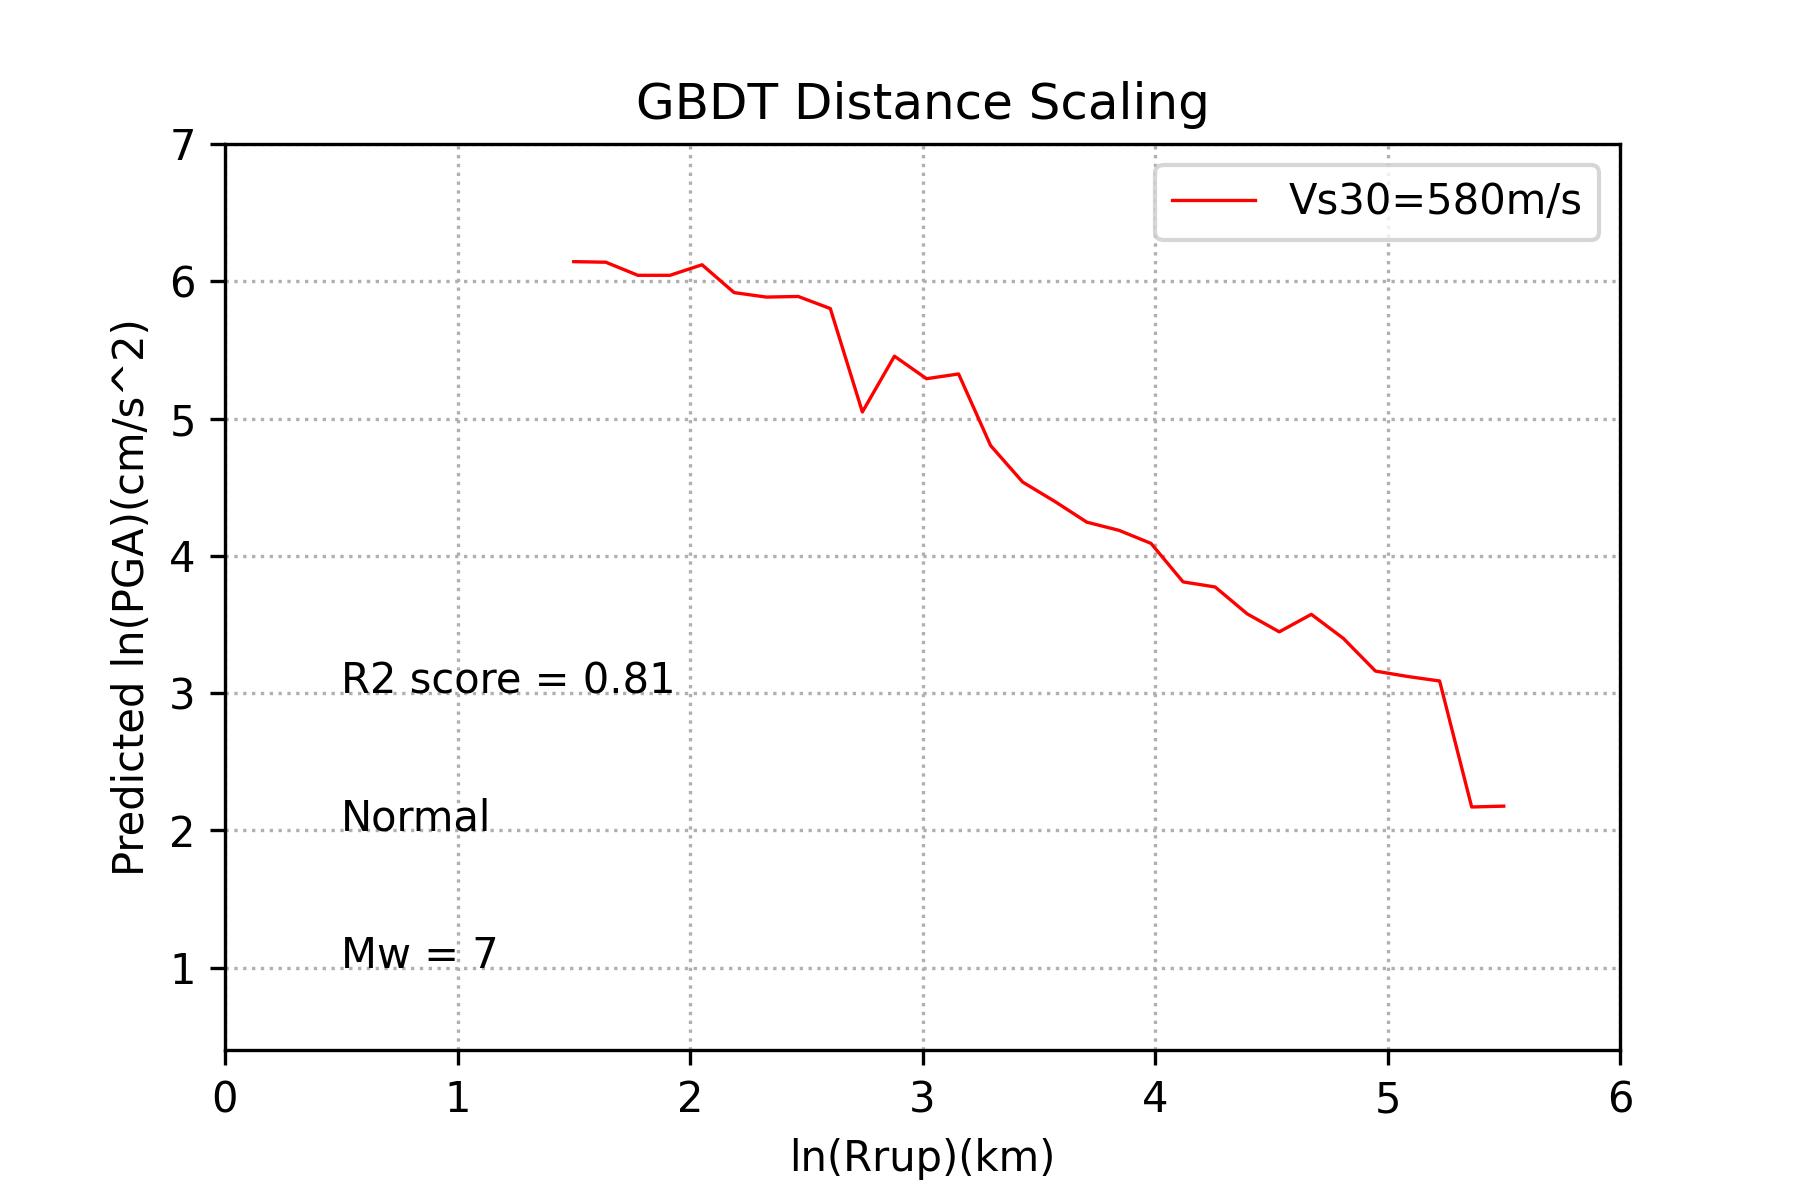 GBDT Distance Scaling
7
6
5
4
3
2
1
Predicted ln(PGA)(cm/s^2)
Vs30=580m/s
R2 score = 0.81
Normal
Mw = 7
0 1 2 3 4 5 6
ln(Rrup)(km)